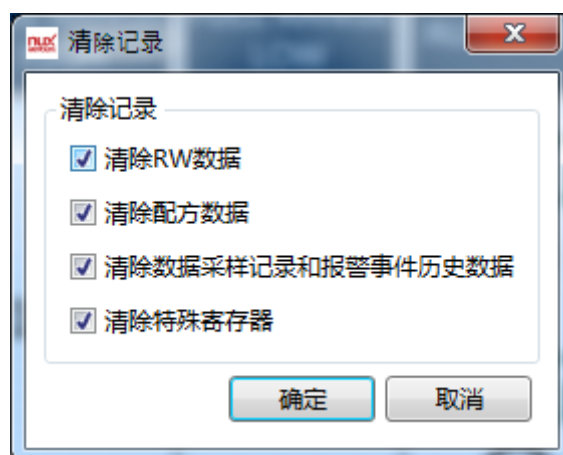 清除记录
清除记录
清除RW数据
清除配方数据
清除数据采样记录和报警事件历史数据
清除特殊寄存器
确定
取消